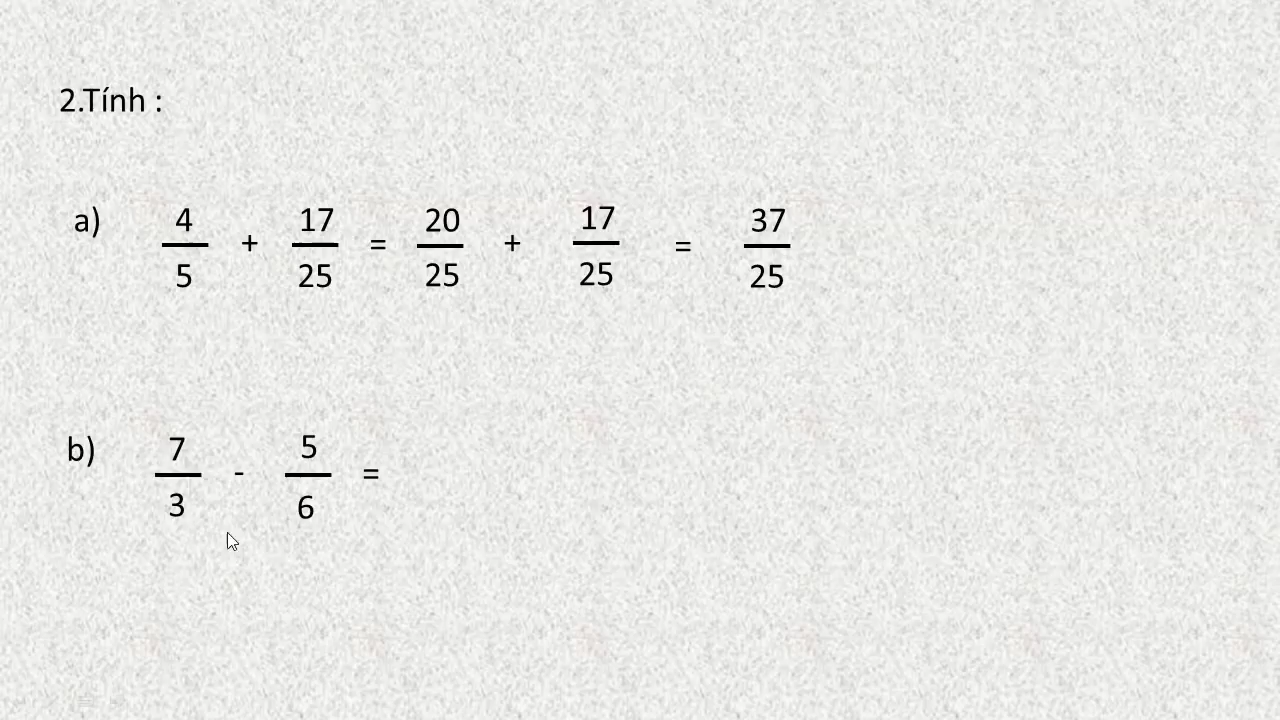 2.Tính :
a) 4/5 + 17/25 = 20/25 + 17/25 = 37/25
b) 7/3 - 5/6 =